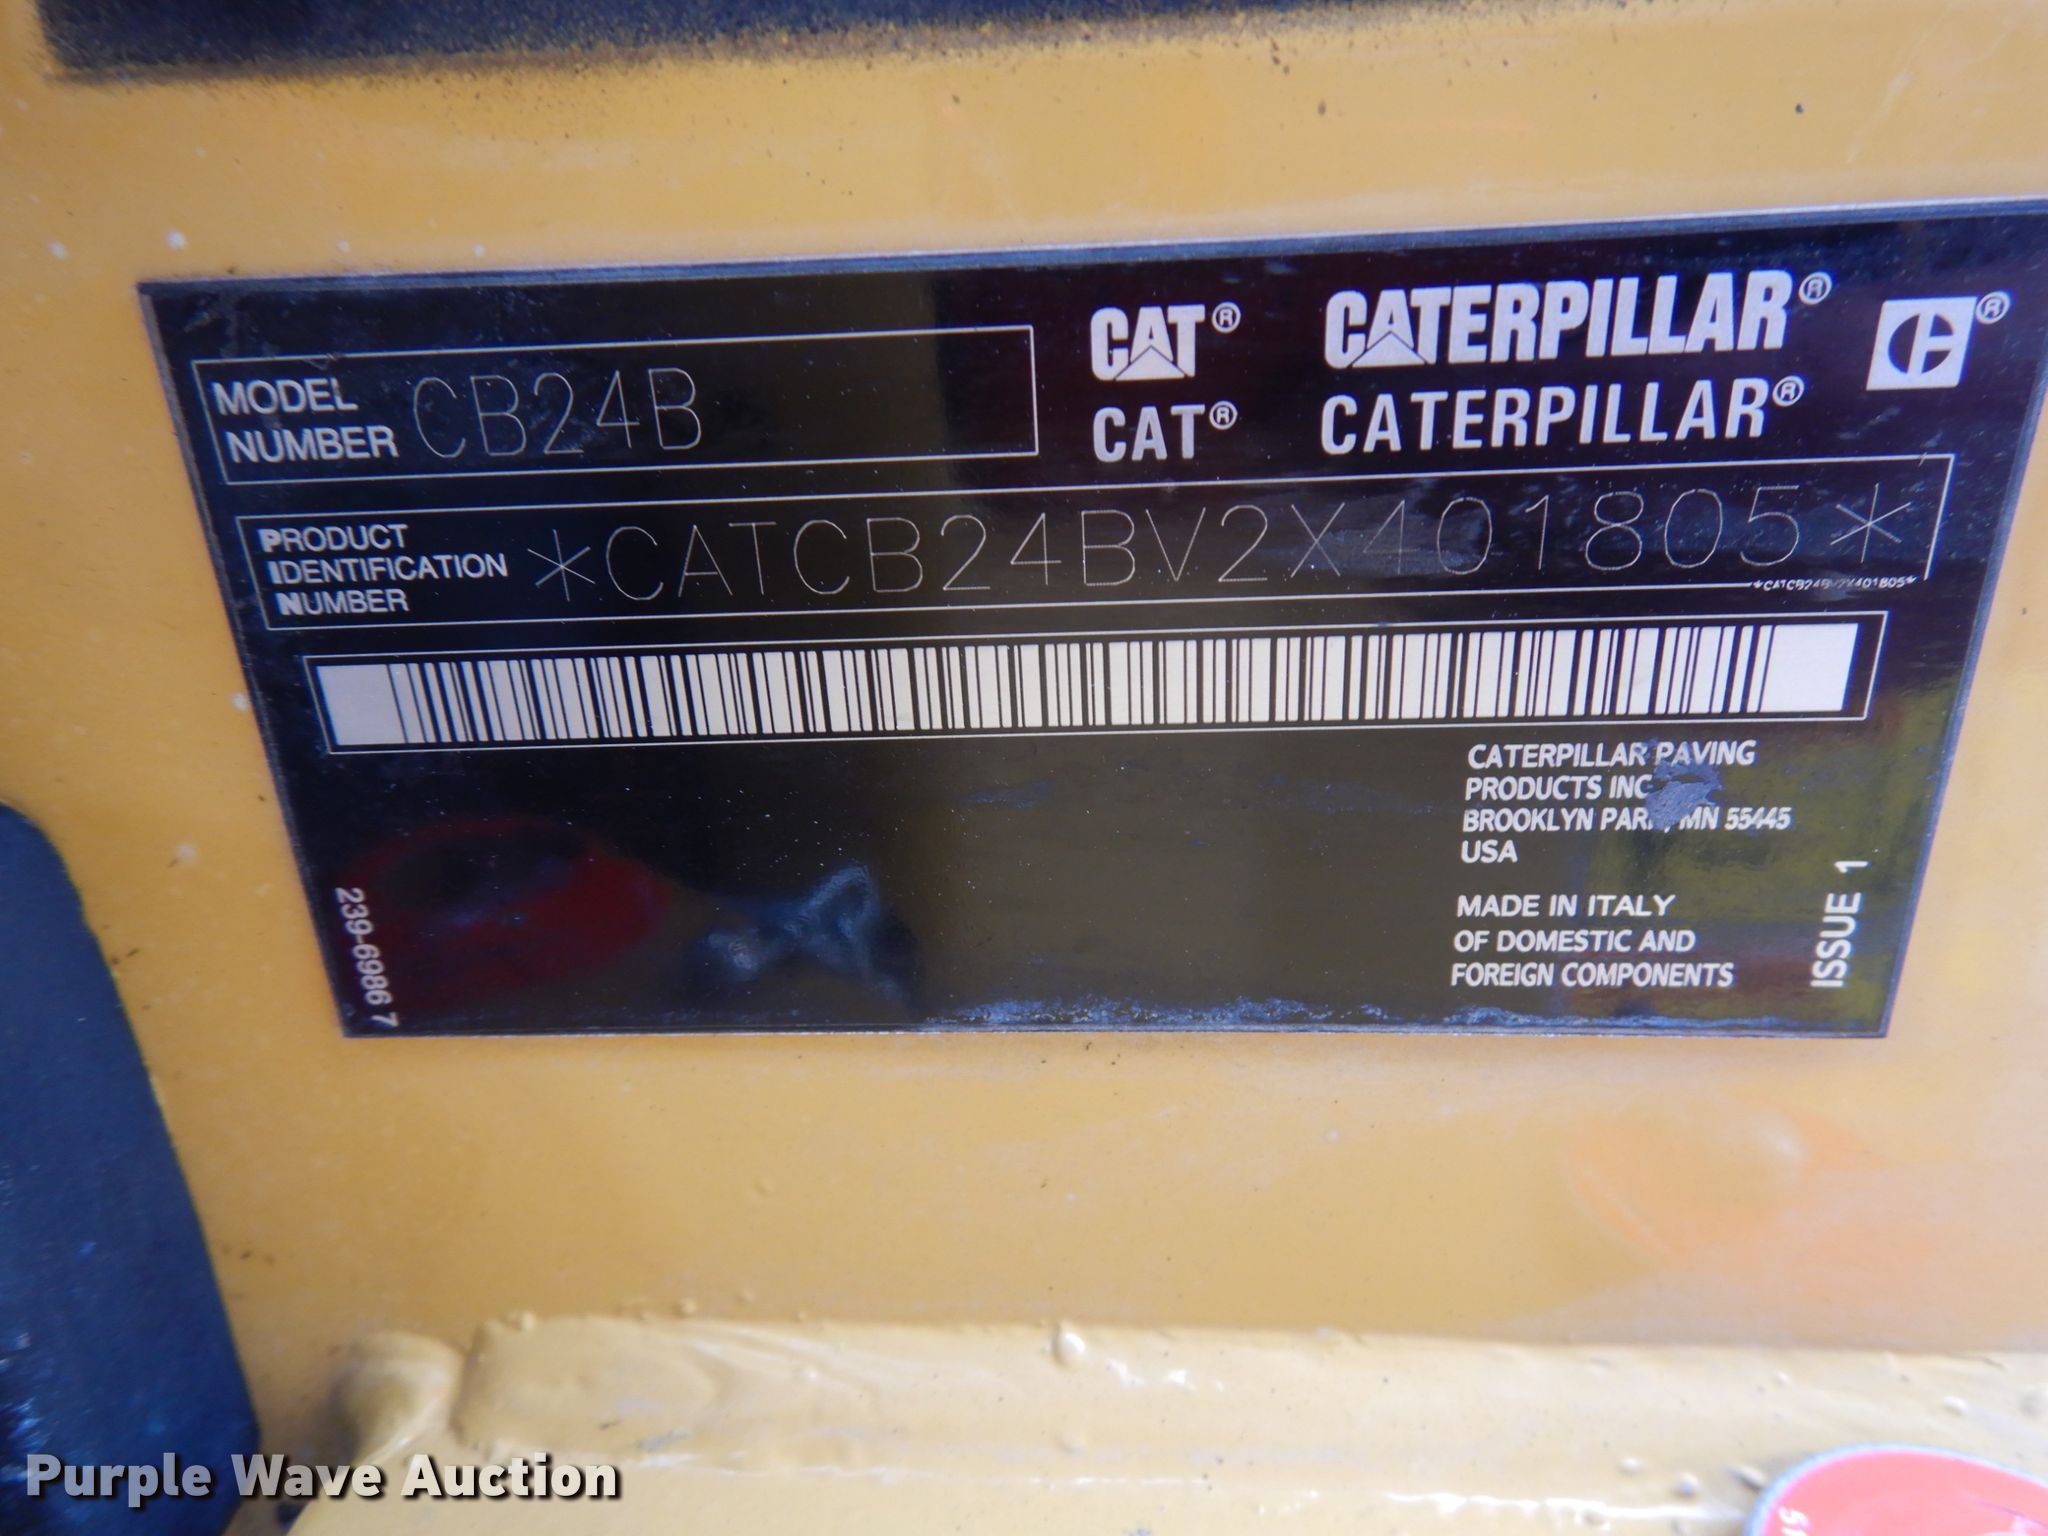 MODEL
NUMBER CB24B
CAT® CATERPILLAR®
CAT® CATERPILLAR®
PRODUCT
IDENTIFICATION
NUMBER
*CATCB24BV2X401805*
*CATCB24BV2X401805*
CATERPILLAR PAVING
PRODUCTS INC
BROOKLYN PARK, MN 55445
USA
MADE IN ITALY
OF DOMESTIC AND
FOREIGN COMPONENTS
ISSUE 1
239-6986 7
Purple Wave Auction